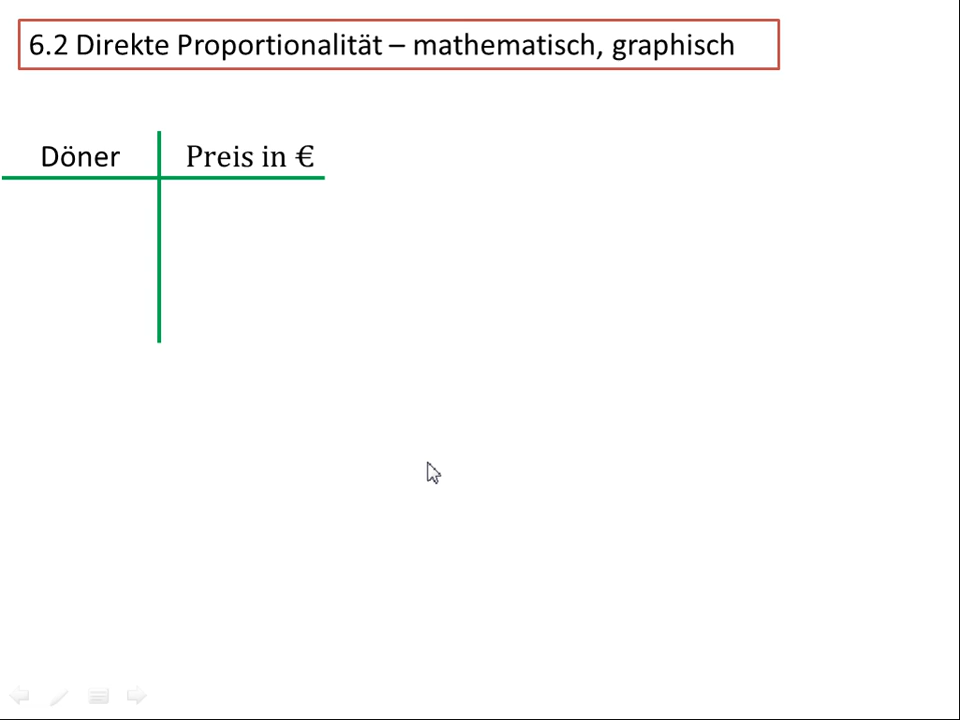 6.2 Direkte Proportionalität – mathematisch, graphisch
Döner Preis in €